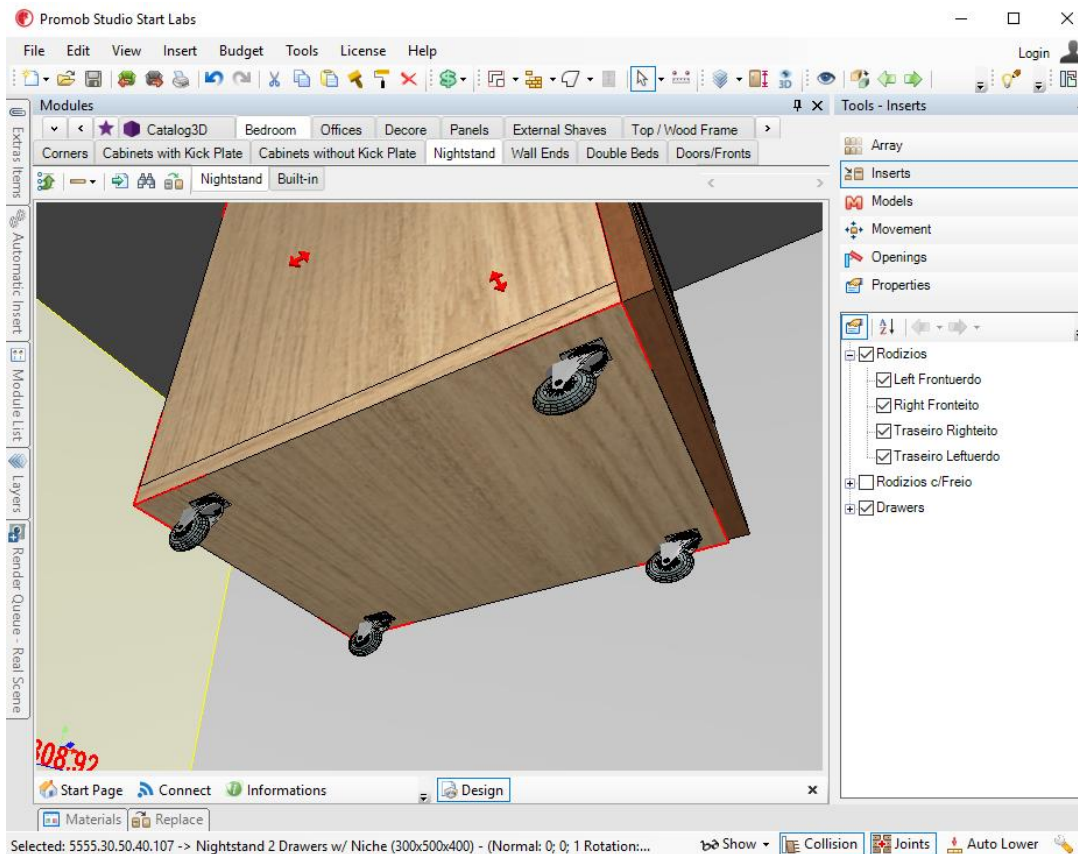 Promob Studio Start Labs
File Edit View Insert Budget Tools License Help
Login
Modules
Tools - Inserts
Catalog3D Bedroom Offices Decore Panels External Shaves Top / Wood Frame
Corners Cabinets with Kick Plate Cabinets without Kick Plate Nightstand Wall Ends Double Beds Doors/Fronts
Nightstand Built-in
Extras Items
Automatic Insert
Module List
Layers
Render Queue - Real Scene
308.92
Array
Inserts
Models
Movement
Openings
Properties
Rodizios
Left Frontuerdo
Right Fronteito
Traseiro Righteito
Traseiro Leftuerdo
Rodizios c/Freio
Drawers
Start Page Connect Informations Design
Materials Replace
Selected: 5555.30.50.40.107 -> Nightstand 2 Drawers w/ Niche (300x500x400) - (Normal: 0; 0; 1 Rotation:... Show Collision Joints Auto Lower